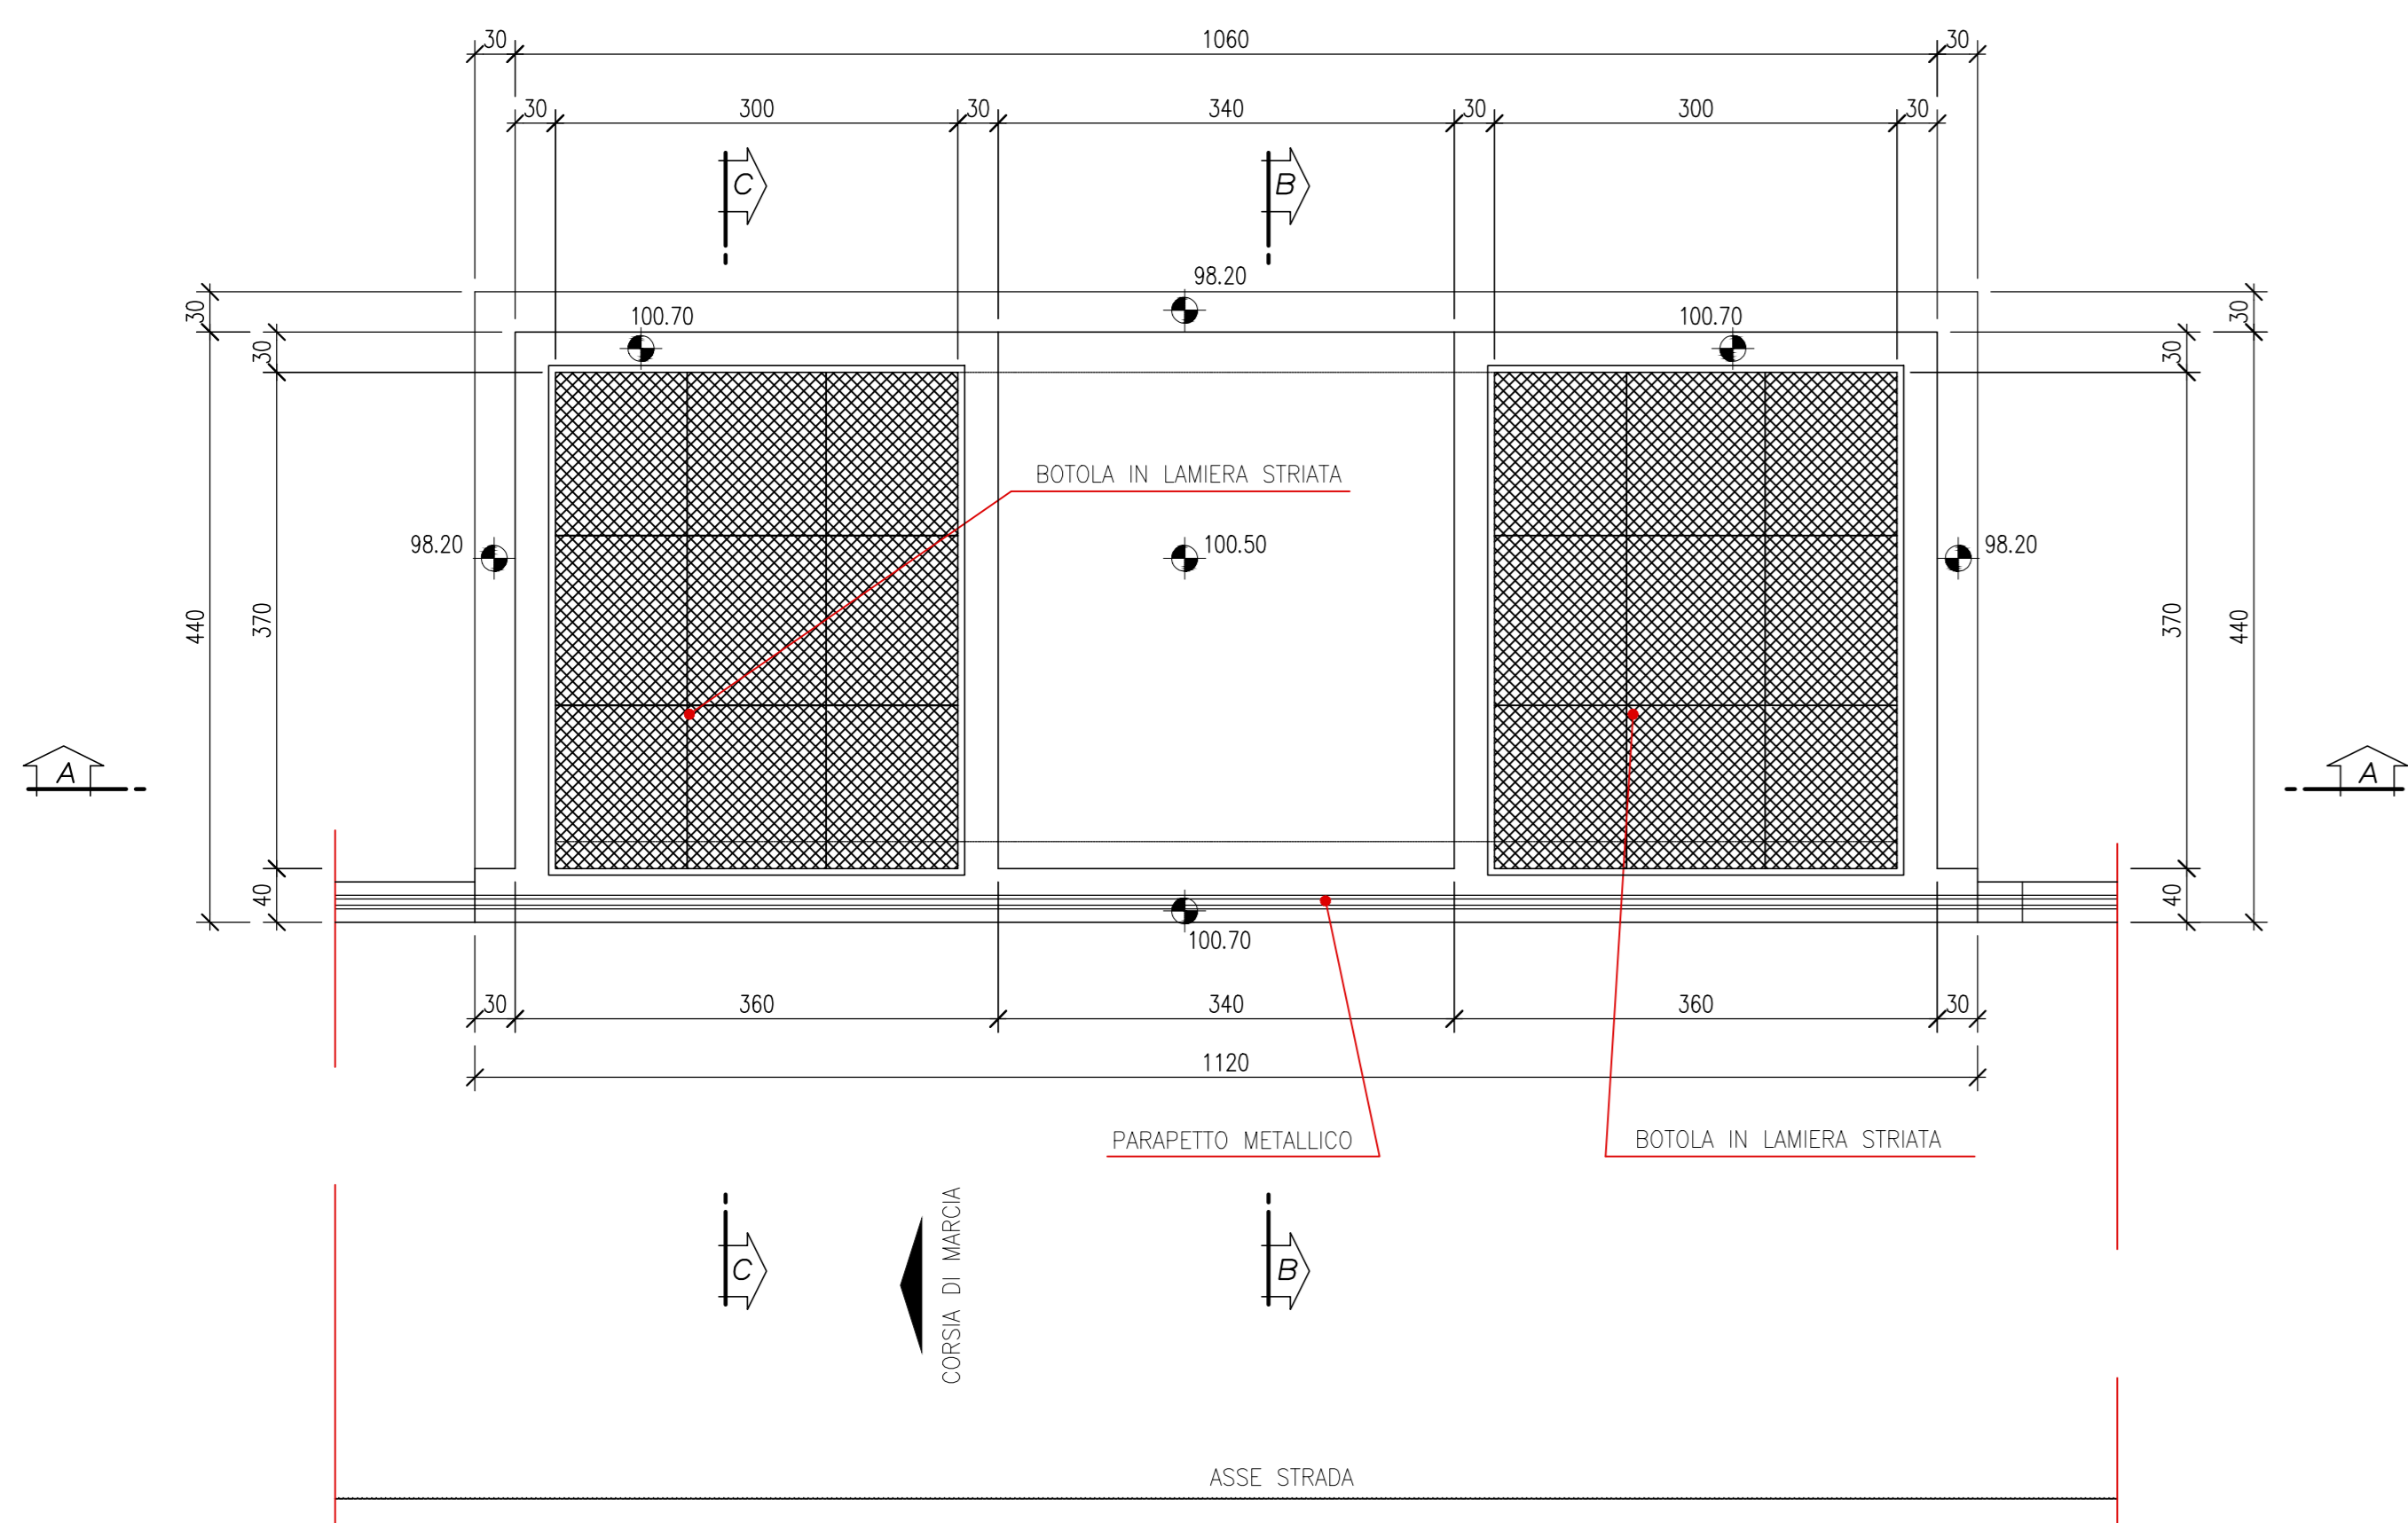 30 1060 30
30 300 30 340 30 300 30
C B
98.20
30 100.70 100.70 30
30 30
BOTOLA IN LAMIERA STRIATA
98.20 100.50 98.20
440 370 370 440
A A
40 40
100.70
30 360 340 360 30
1120
PARAPETTO METALLICO BOTOLA IN LAMIERA STRIATA
CORSIA DI MARCIA
C B
ASSE STRADA